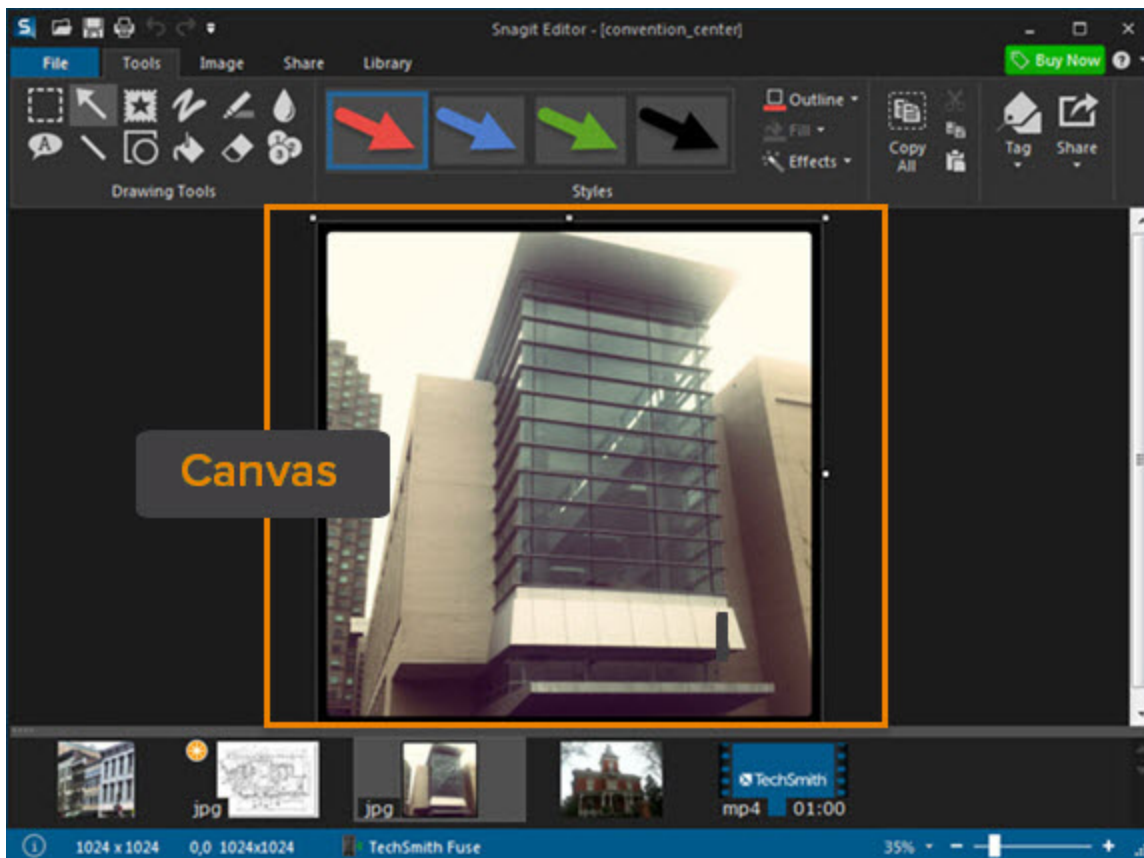 Snagit Editor - [convention_center]
File Tools Image Share Library
Buy Now
Outline
Fill
Effects
Copy All
Tag
Share
Drawing Tools
Styles
Canvas
jpg
jpg
TechSmith
mp4 01:00
1024 x 1024 0,0 1024x1024 TechSmith Fuse 35%